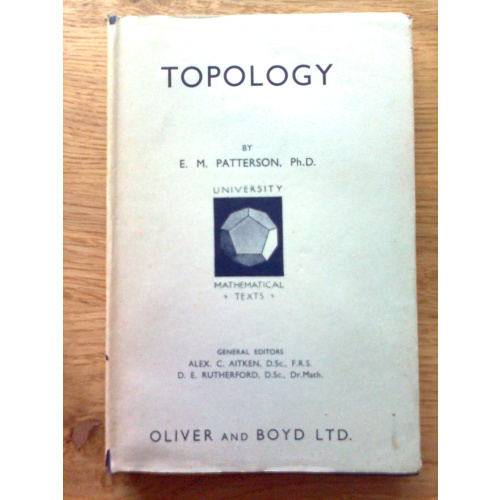 TOPOLOGY
BY
E. M. PATTERSON, Ph.D.
UNIVERSITY
MATHEMATICAL
• TEXTS •
GENERAL EDITORS
ALEX. C. AITKEN, D.Sc., F.R.S.
D. E. RUTHERFORD, D.Sc., Dr.Math.
OLIVER AND BOYD LTD.